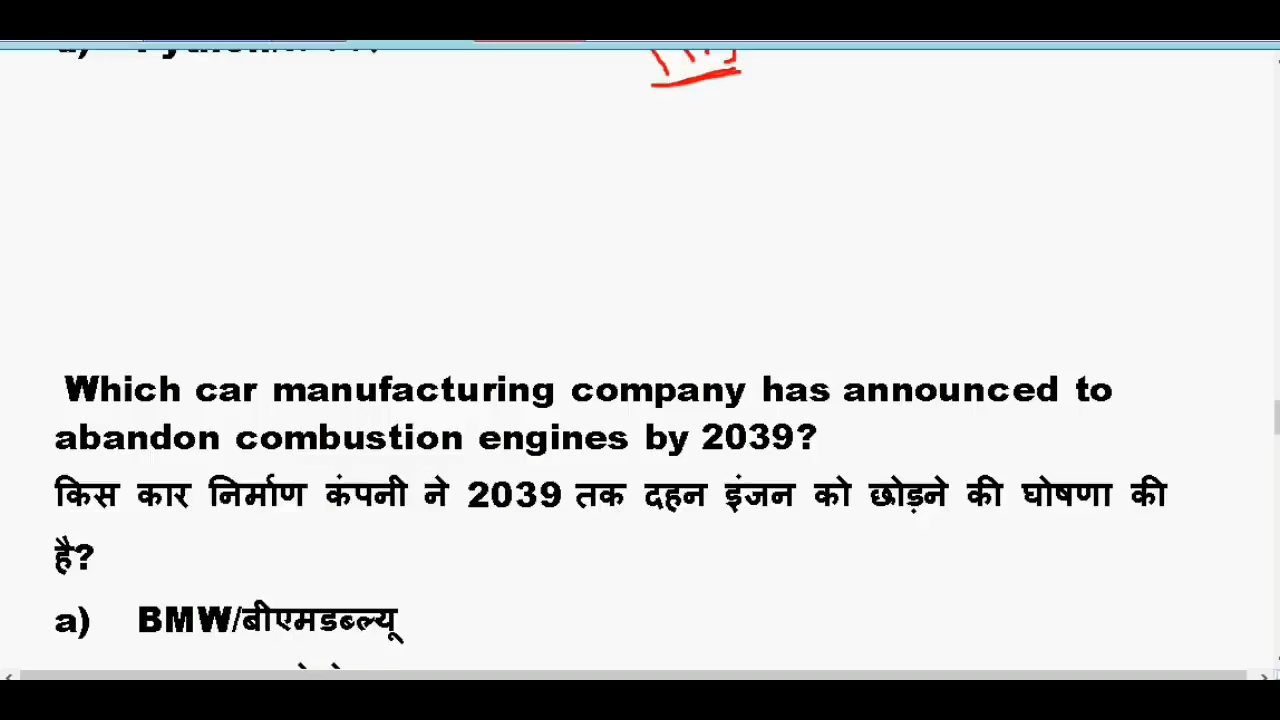 Which car manufacturing company has announced to
abandon combustion engines by 2039?
किस कार निर्माण कंपनी ने 2039 तक दहन इंजन को छोड़ने की घोषणा की
है?
a) BMW/बीएमडब्ल्यू